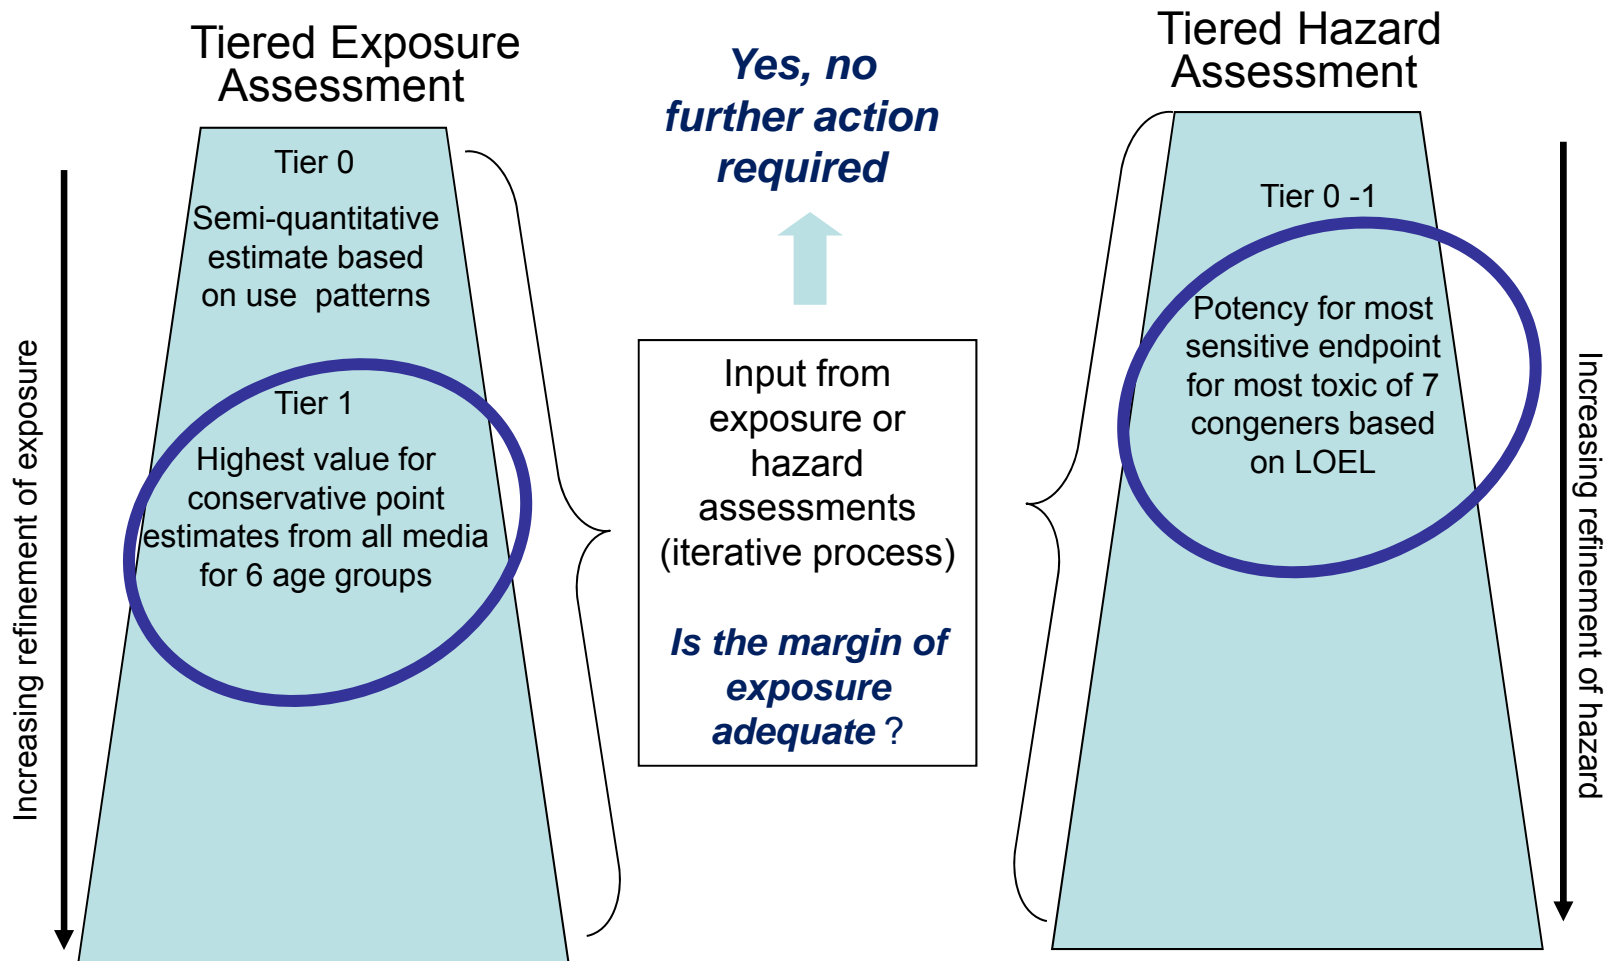 Tiered Exposure
Assessment
Tier 0
Semi-quantitative
estimate based
on use patterns
Tier 1
Highest value for
conservative point
estimates from all media
for 6 age groups
Increasing refinement of exposure
Yes, no
further action
required
Input from
exposure or
hazard
assessments
(iterative process)
Is the margin of
exposure
adequate ?
Tiered Hazard
Assessment
Tier 0 -1
Potency for most
sensitive endpoint
for most toxic of 7
congeners based
on LOEL
Increasing refinement of hazard